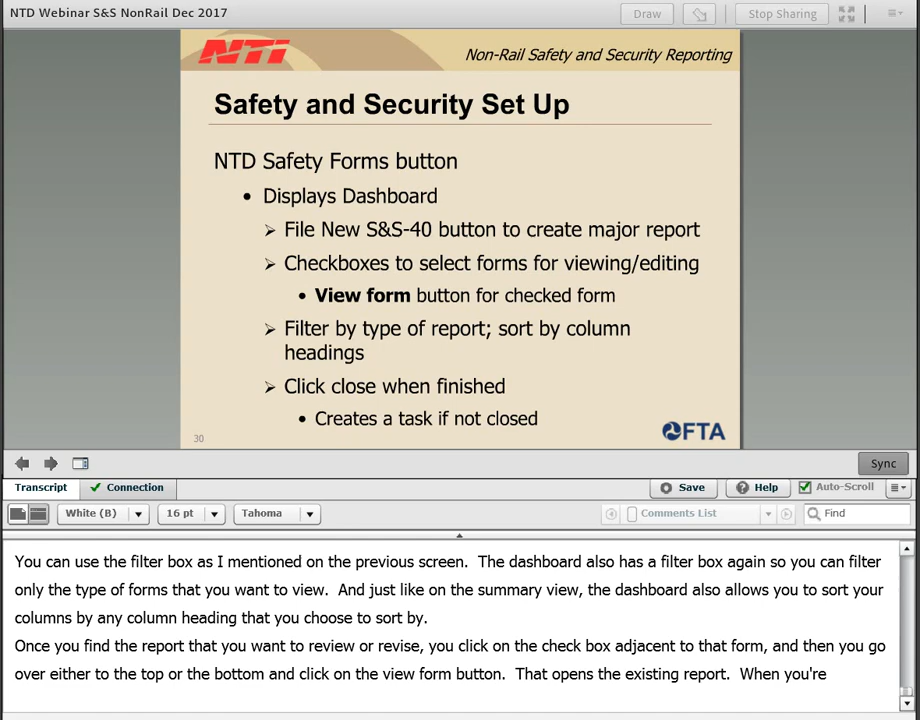 NTD Webinar S&S NonRail Dec 2017
Draw
Stop Sharing
NTI
Non-Rail Safety and Security Reporting
Safety and Security Set Up
NTD Safety Forms button
• Displays Dashboard
➢ File New S&S-40 button to create major report
➢ Checkboxes to select forms for viewing/editing
• View form button for checked form
➢ Filter by type of report; sort by column
headings
➢ Click close when finished
• Creates a task if not closed
30
FTA
Sync
Transcript
Connection
Save
Help
Auto-Scroll
White (B)
16 pt
Tahoma
Comments List
Find
You can use the filter box as I mentioned on the previous screen.  The dashboard also has a filter box again so you can filter
only the type of forms that you want to view.  And just like on the summary view, the dashboard also allows you to sort your
columns by any column heading that you choose to sort by.
Once you find the report that you want to review or revise, you click on the check box adjacent to that form, and then you go
over either to the top or the bottom and click on the view form button.  That opens the existing report.  When you're